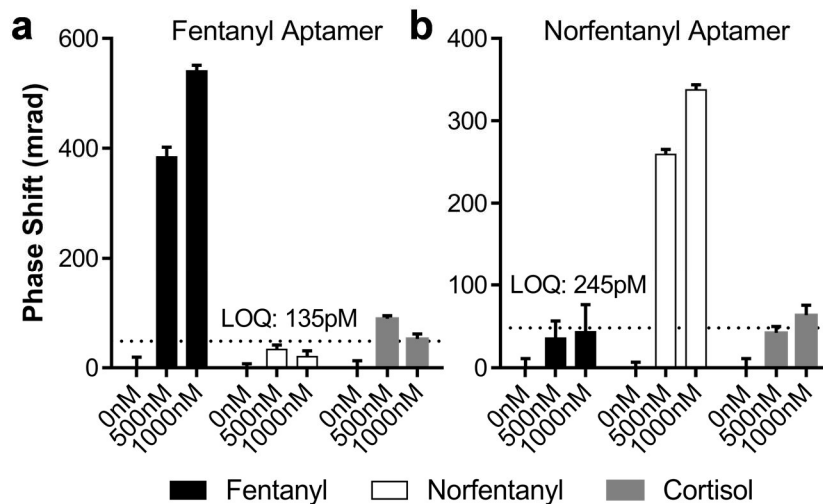 a Fentanyl Aptamer
b Norfentanyl Aptamer
Phase Shift (mrad)
600
400
200
0
LOQ: 135pM
0nM 500nM 1000nM 0nM 500nM 1000nM 0nM 500nM 1000nM
400
300
200
100
0
LOQ: 245pM
0nM 500nM 1000nM 0nM 500nM 1000nM 0nM 500nM 1000nM
Fentanyl Norfentanyl Cortisol